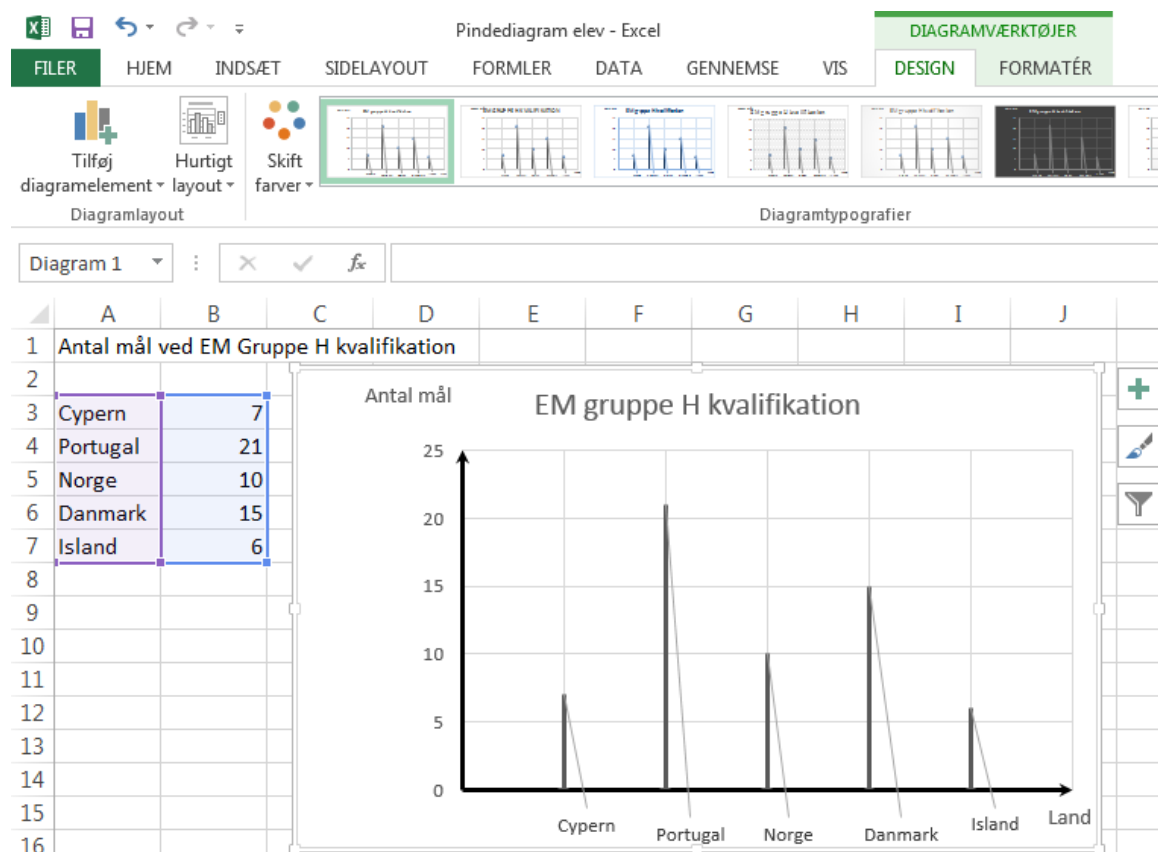 Pindediagram elev - Excel
DIAGRAMVÆRKTØJER
FILER HJEM INDSÆT SIDELAYOUT FORMLER DATA GENNEMSE VIS DESIGN FORMATÉR
Tilføj diagramelement
Hurtigt layout
Skift farver
Diagramlayout
Diagramtypografier
Diagram 1
fx
A B C D E F G H I J
1 Antal mål ved EM Gruppe H kvalifikation
2
3 Cypern 7
4 Portugal 21
5 Norge 10
6 Danmark 15
7 Island 6
8
9
10
11
12
13
14
15
16
Antal mål
EM gruppe H kvalifikation
25
20
15
10
5
0
Cypern Portugal Norge Danmark Island
Land